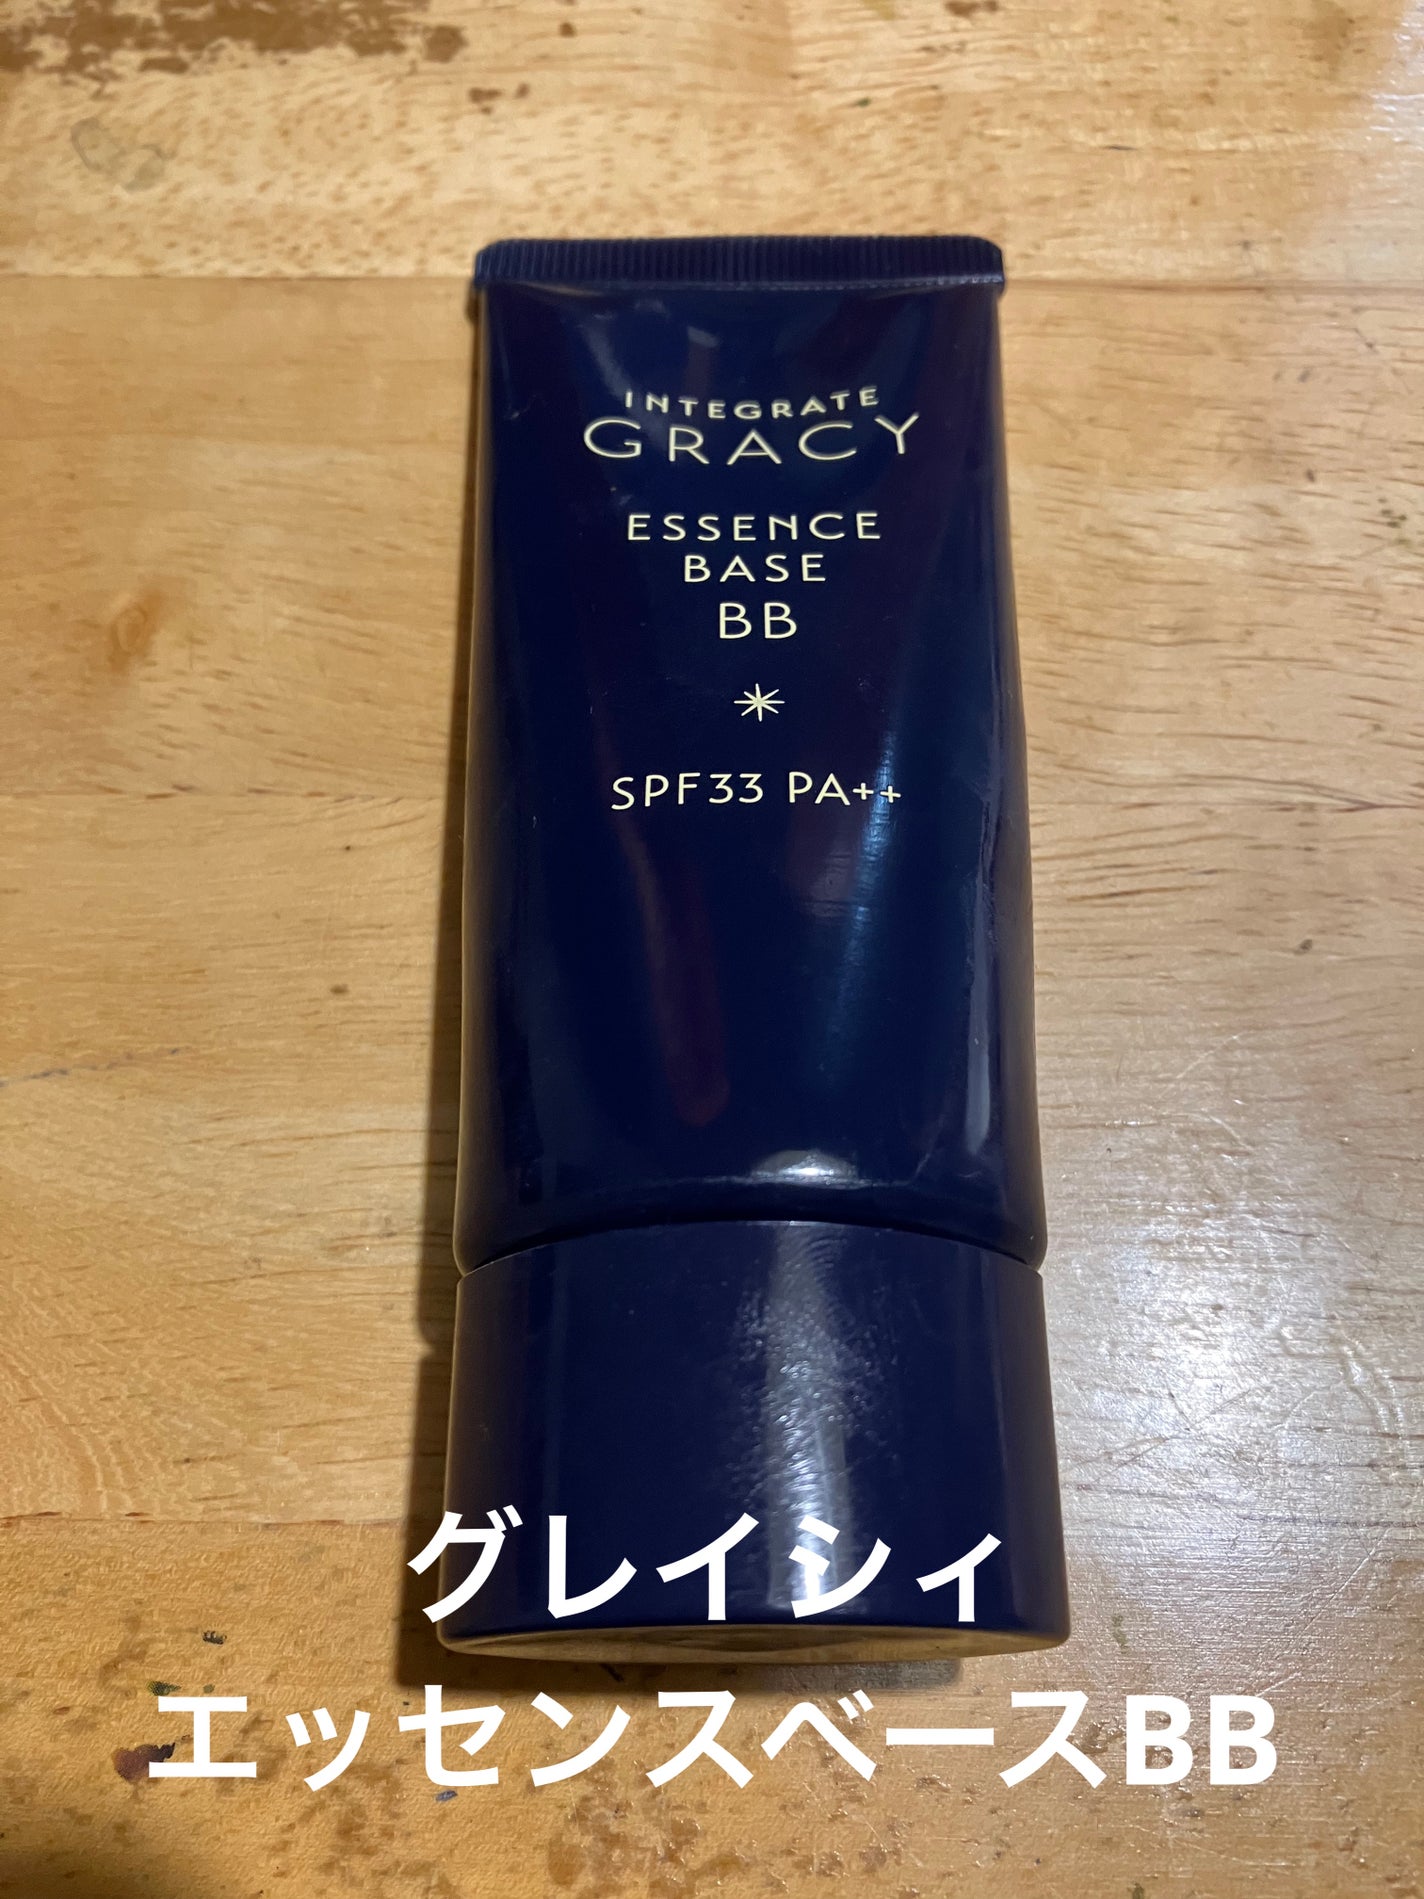 INTEGRATE
GRACY
ESSENCE
BASE
BB
SPF33 PA++
グレイシィ
エッセンスベースBB